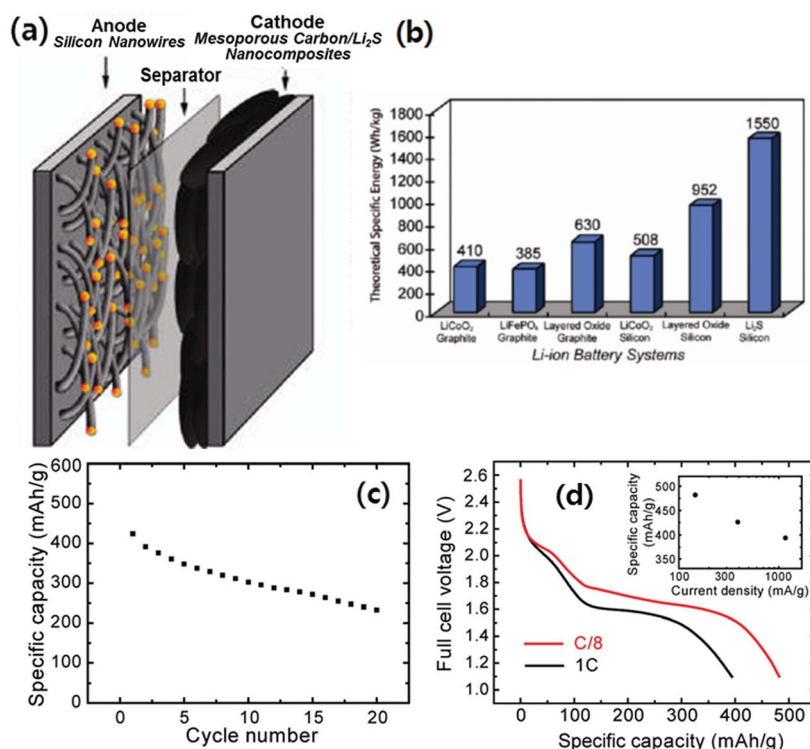 (a)
Anode
Silicon Nanowires
Cathode
Mesoporous Carbon/Li₂S
Nanocomposites
Separator
(b)
Theoretical Specific Energy (Wh/kg)
1800
1600
1400
1200
1000
800
600
400
200
0
410
385
630
508
952
1550
LiCoO₂
Graphite
LiFePO₄
Graphite
Layered Oxide
Graphite
LiCoO₂
Silicon
Layered Oxide
Silicon
Li₂S
Silicon
Li-ion Battery Systems
(c)
Specific capacity (mAh/g)
600
500
400
300
200
100
0
0
5
10
15
20
Cycle number
(d)
Full cell voltage (V)
2.6
2.4
2.2
2.0
1.8
1.6
1.4
1.2
1.0
C/8
1C
0
100
200
300
400
500
Specific capacity (mAh/g)
Specific capacity
(mAh/g)
500
450
400
350
100
400
1000
Current density (mA/g)